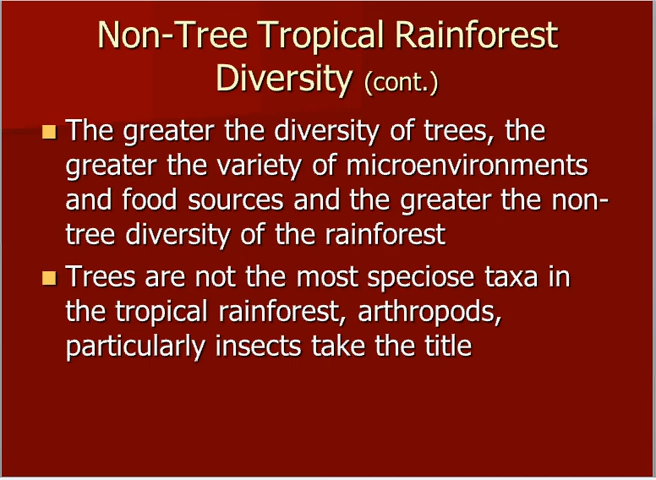 Non-Tree Tropical Rainforest
Diversity (cont.)
The greater the diversity of trees, the
greater the variety of microenvironments
and food sources and the greater the non-
tree diversity of the rainforest
Trees are not the most speciose taxa in
the tropical rainforest, arthropods,
particularly insects take the title